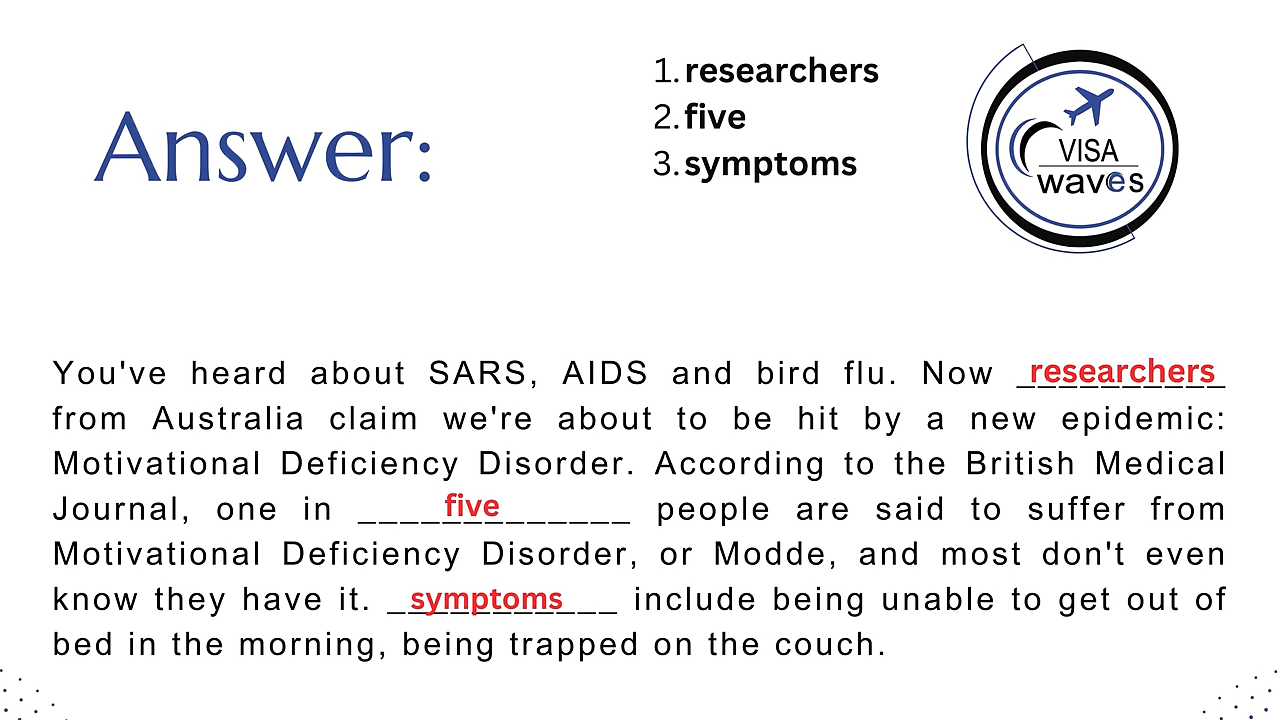 Answer:
1. researchers
2. five
3. symptoms
VISA
waves
You've heard about SARS, AIDS and bird flu. Now researchers
from Australia claim we're about to be hit by a new epidemic:
Motivational Deficiency Disorder. According to the British Medical
Journal, one in five people are said to suffer from
Motivational Deficiency Disorder, or Modde, and most don't even
know they have it. symptoms include being unable to get out of
bed in the morning, being trapped on the couch.